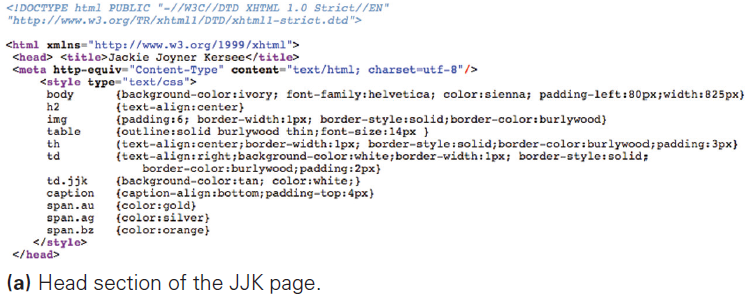 <!DOCTYPE html PUBLIC "-//W3C//DTD XHTML 1.0 Strict//EN"
"http://www.w3.org/TR/xhtml1/DTD/xhtml1-strict.dtd">
<html xmlns="http://www.w3.org/1999/xhtml">
<head> <title>Jackie Joyner Kersee</title>
<meta http-equiv="Content-Type" content="text/html; charset=utf-8"/>
<style type="text/css">
body {background-color:ivory; font-family:helvetica; color:sienna; padding-left:80px;width:825px}
h2 {text-align:center}
img {padding:6; border-width:1px; border-style:solid;border-color:burlywood}
table {outline:solid burlywood thin;font-size:14px }
th {text-align:center;border-width:1px; border-style:solid;border-color:burlywood;padding:3px}
td {text-align:right;background-color:white;border-width:1px; border-style:solid;
border-color:burlywood;padding:2px}
td.jjk {background-color:tan; color:white;}
caption {caption-align:bottom;padding-top:4px}
span.au {color:gold}
span.ag {color:silver}
span.bz {color:orange}
</style>
</head>
(a) Head section of the JJK page.